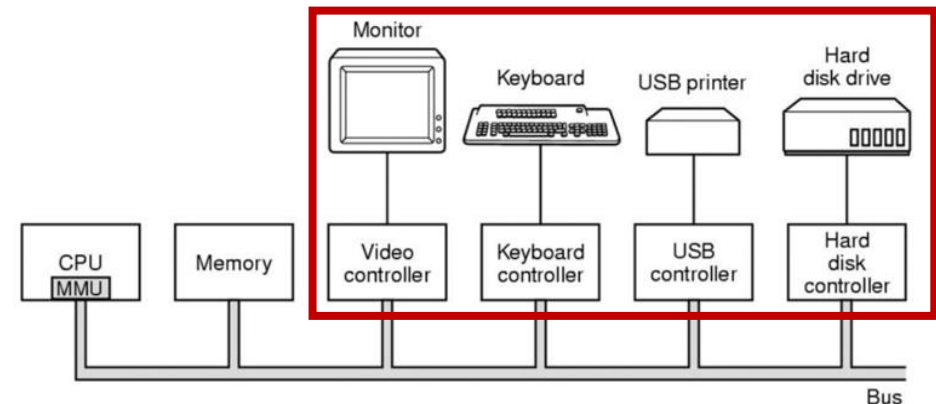 Monitor
Keyboard
USB printer
Hard
disk drive
CPU
MMU
Memory
Video
controller
Keyboard
controller
USB
controller
Hard
disk
controller
Bus